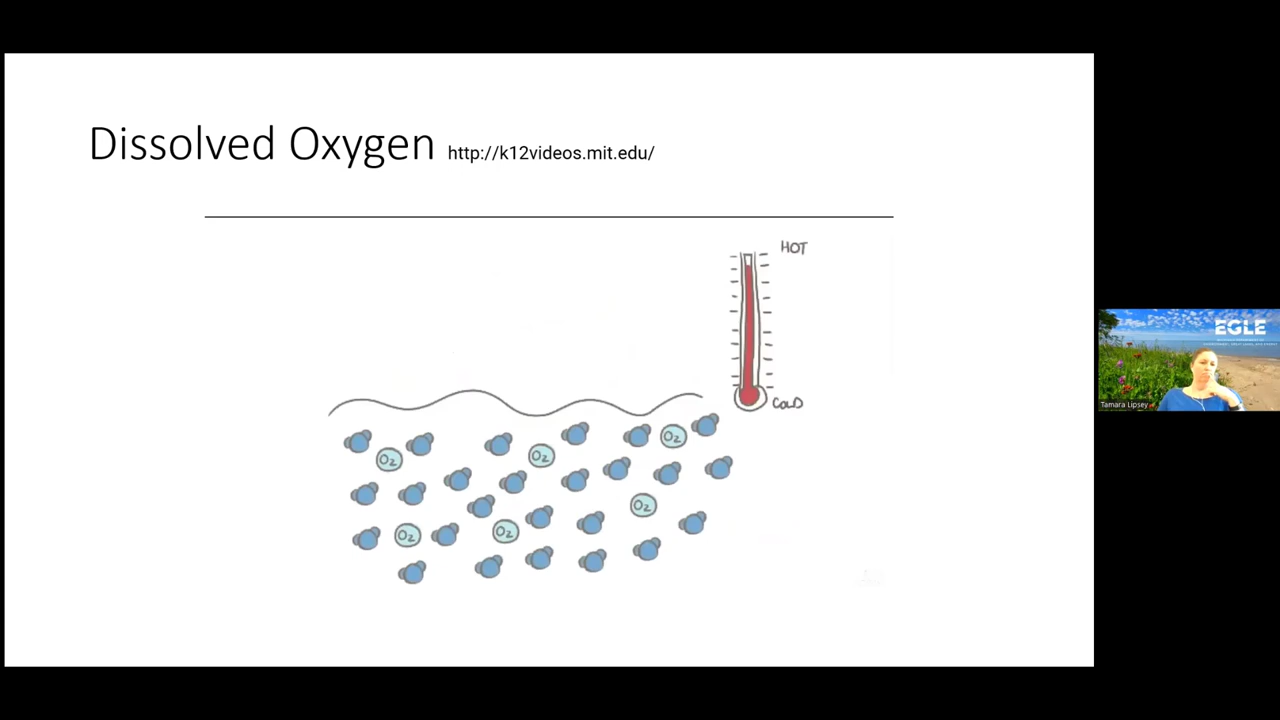 Dissolved Oxygen http://k12videos.mit.edu/
HOT
COLD
O2
O2
O2
O2
O2
O2
EGLE
Tamara Lipsey